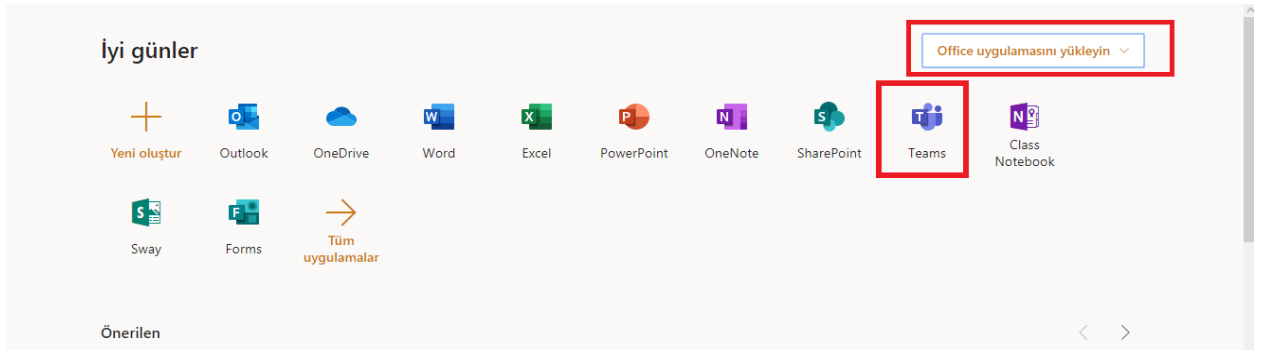 İyi günler
Office uygulamasını yükleyin
Yeni oluştur
Outlook
OneDrive
Word
Excel
PowerPoint
OneNote
SharePoint
Teams
Class
Notebook
Sway
Forms
Tüm
uygulamalar
Önerilen